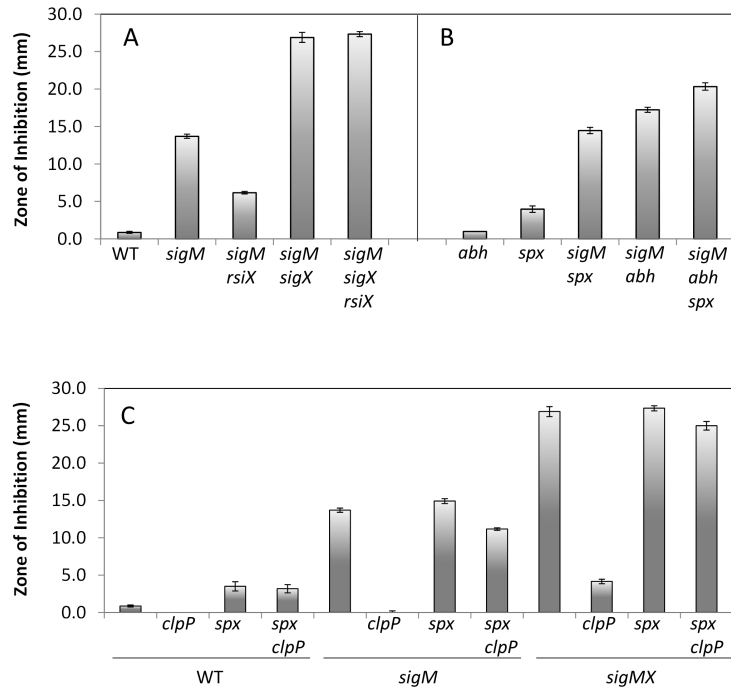 30.0
25.0
20.0
15.0
10.0
5.0
0.0
Zone of Inhibition (mm)
A
B
WT
sigM
sigM
rsiX
sigM
sigX
sigM
sigX
rsiX
abh
spx
sigM
spx
sigM
abh
sigM
abh
spx
30.0
25.0
20.0
15.0
10.0
5.0
0.0
Zone of Inhibition (mm)
C
clpP
spx
spx
clpP
clpP
spx
spx
clpP
clpP
spx
spx
clpP
WT
sigM
sigMX